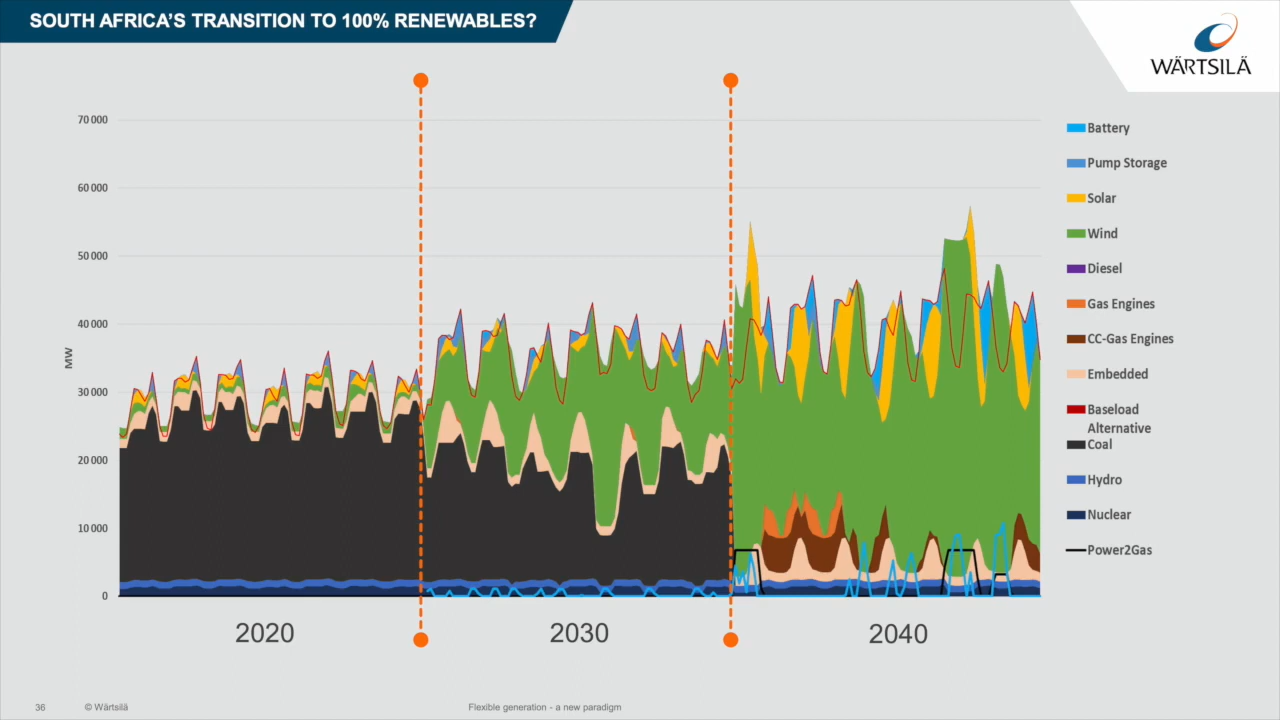 SOUTH AFRICA'S TRANSITION TO 100% RENEWABLES?
WÄRTSILÄ
70 000
60 000
50 000
40 000
30 000
20 000
10 000
0
MW
2020
2030
2040
Battery
Pump Storage
Solar
Wind
Diesel
Gas Engines
CC-Gas Engines
Embedded
Baseload
Alternative
Coal
Hydro
Nuclear
Power2Gas
36
© Wärtsilä
Flexible generation - a new paradigm